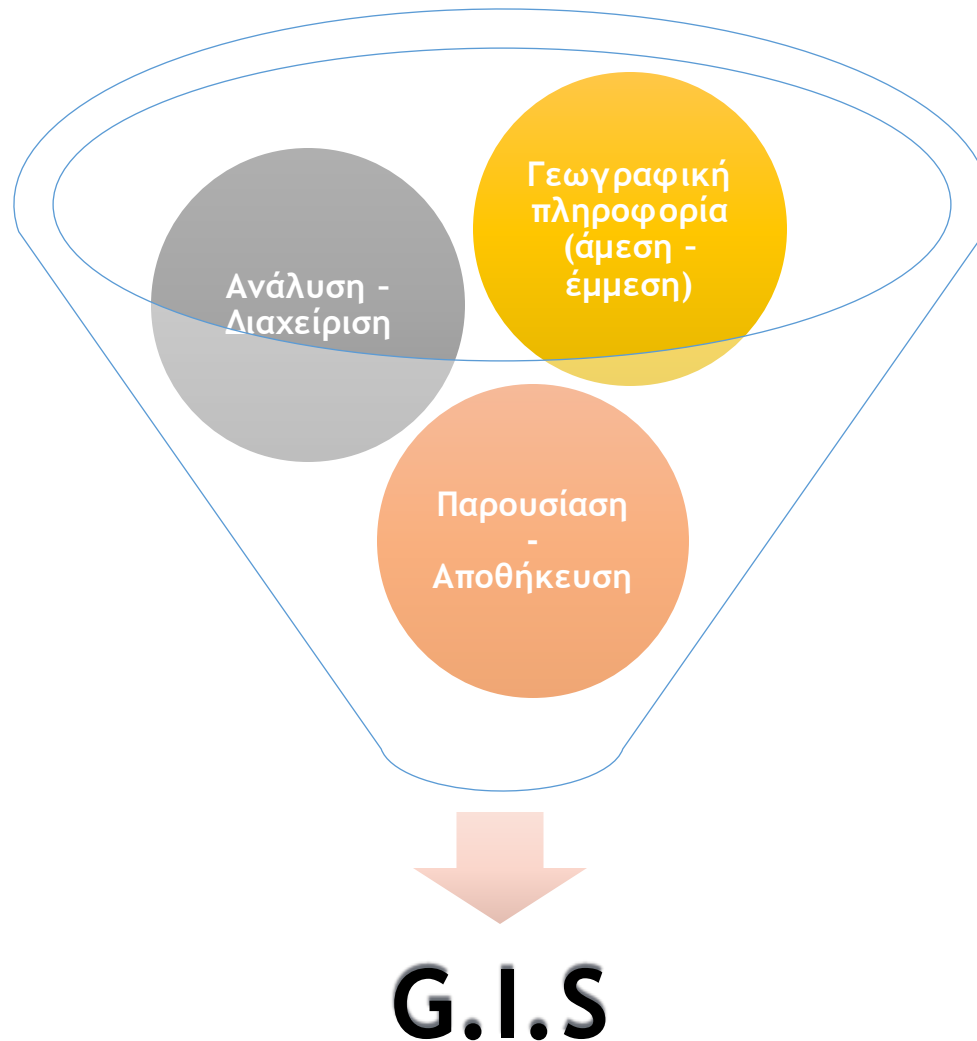 Γεωγραφική
πληροφορία
(άμεση -
έμμεση)
Ανάλυση -
Διαχείριση
Παρουσίαση
-
Αποθήκευση
G.I.S